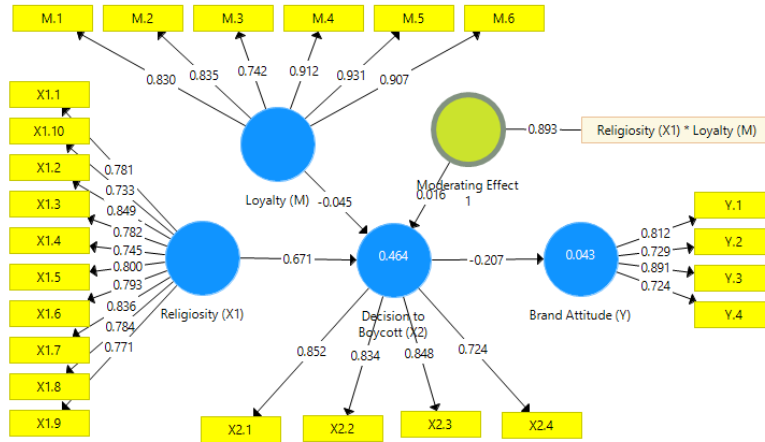 M.1
M.2
M.3
M.4
M.5
M.6
0.830
0.835
0.742
0.912
0.931
0.907
X1.1
X1.10
X1.2
X1.3
X1.4
X1.5
X1.6
X1.7
X1.8
X1.9
0.781
0.733
0.849
0.782
0.745
0.800
0.793
0.836
0.784
0.771
Religiosity (X1)
Loyalty (M)
-0.045
0.671
Moderating Effect
1
0.016
0.893
Religiosity (X1) * Loyalty (M)
0.464
Decision to
Boycott (X2)
-0.207
0.043
Brand Attitude (Y)
0.812
0.729
0.891
0.724
Y.1
Y.2
Y.3
Y.4
0.852
0.834
0.848
0.724
X2.1
X2.2
X2.3
X2.4